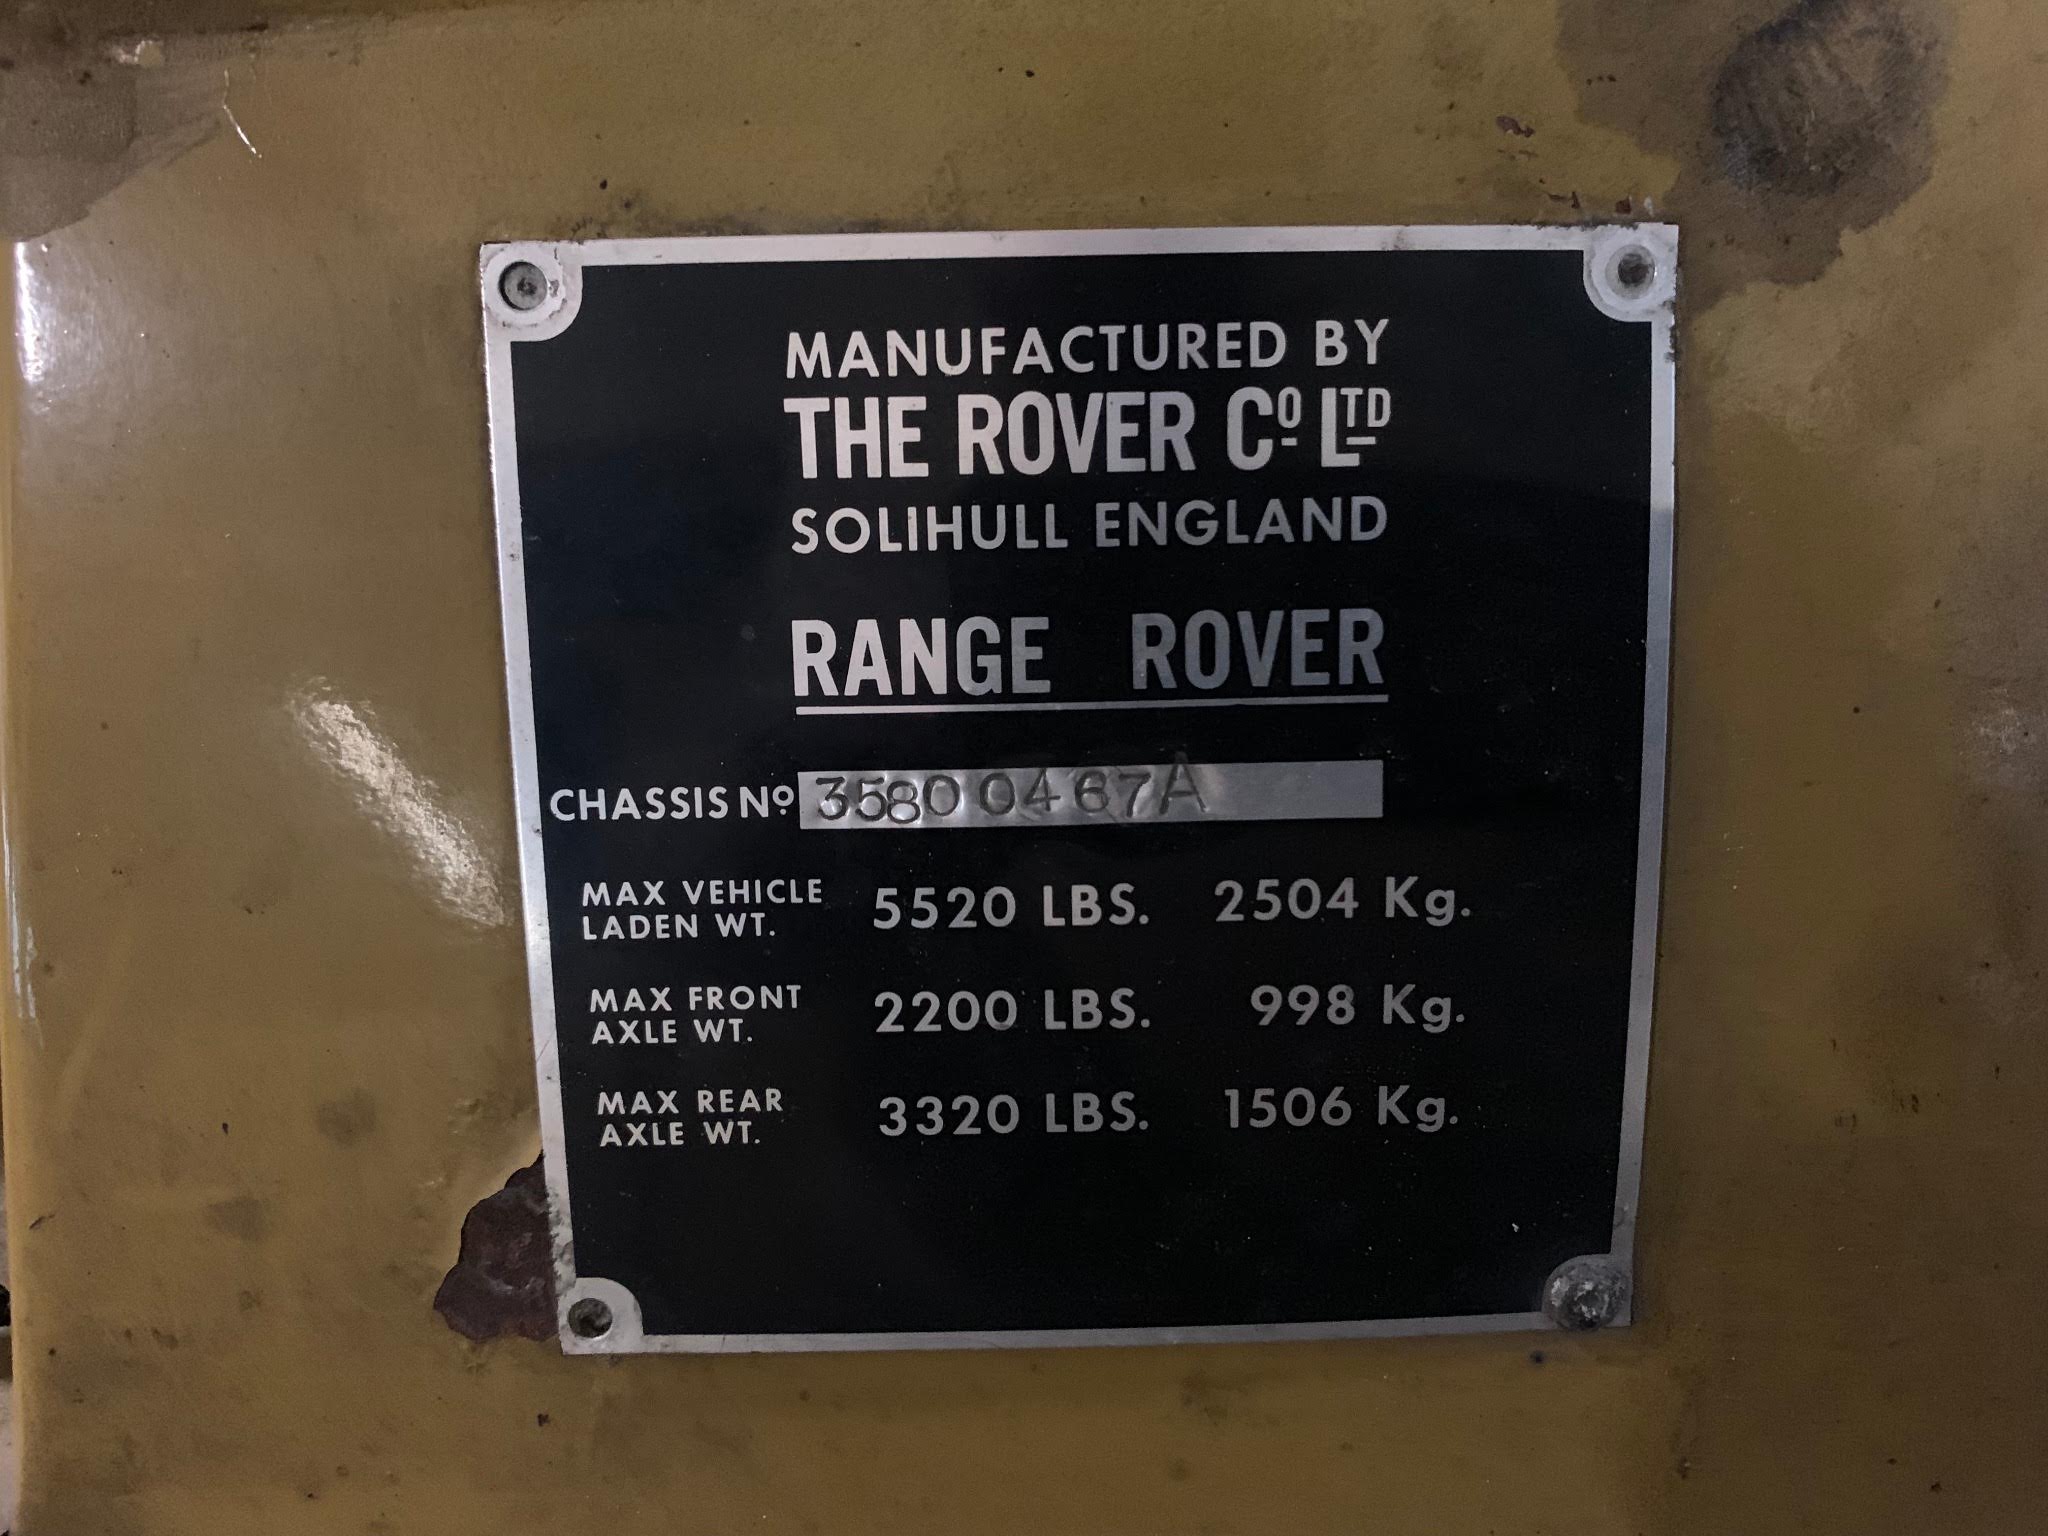 MANUFACTURED BY
THE ROVER Cº LTD
SOLIHULL ENGLAND
RANGE ROVER
CHASSIS Nº 35800467A
MAX VEHICLE
LADEN WT. 5520 LBS. 2504 Kg.
MAX FRONT
AXLE WT. 2200 LBS. 998 Kg.
MAX REAR
AXLE WT. 3320 LBS. 1506 Kg.